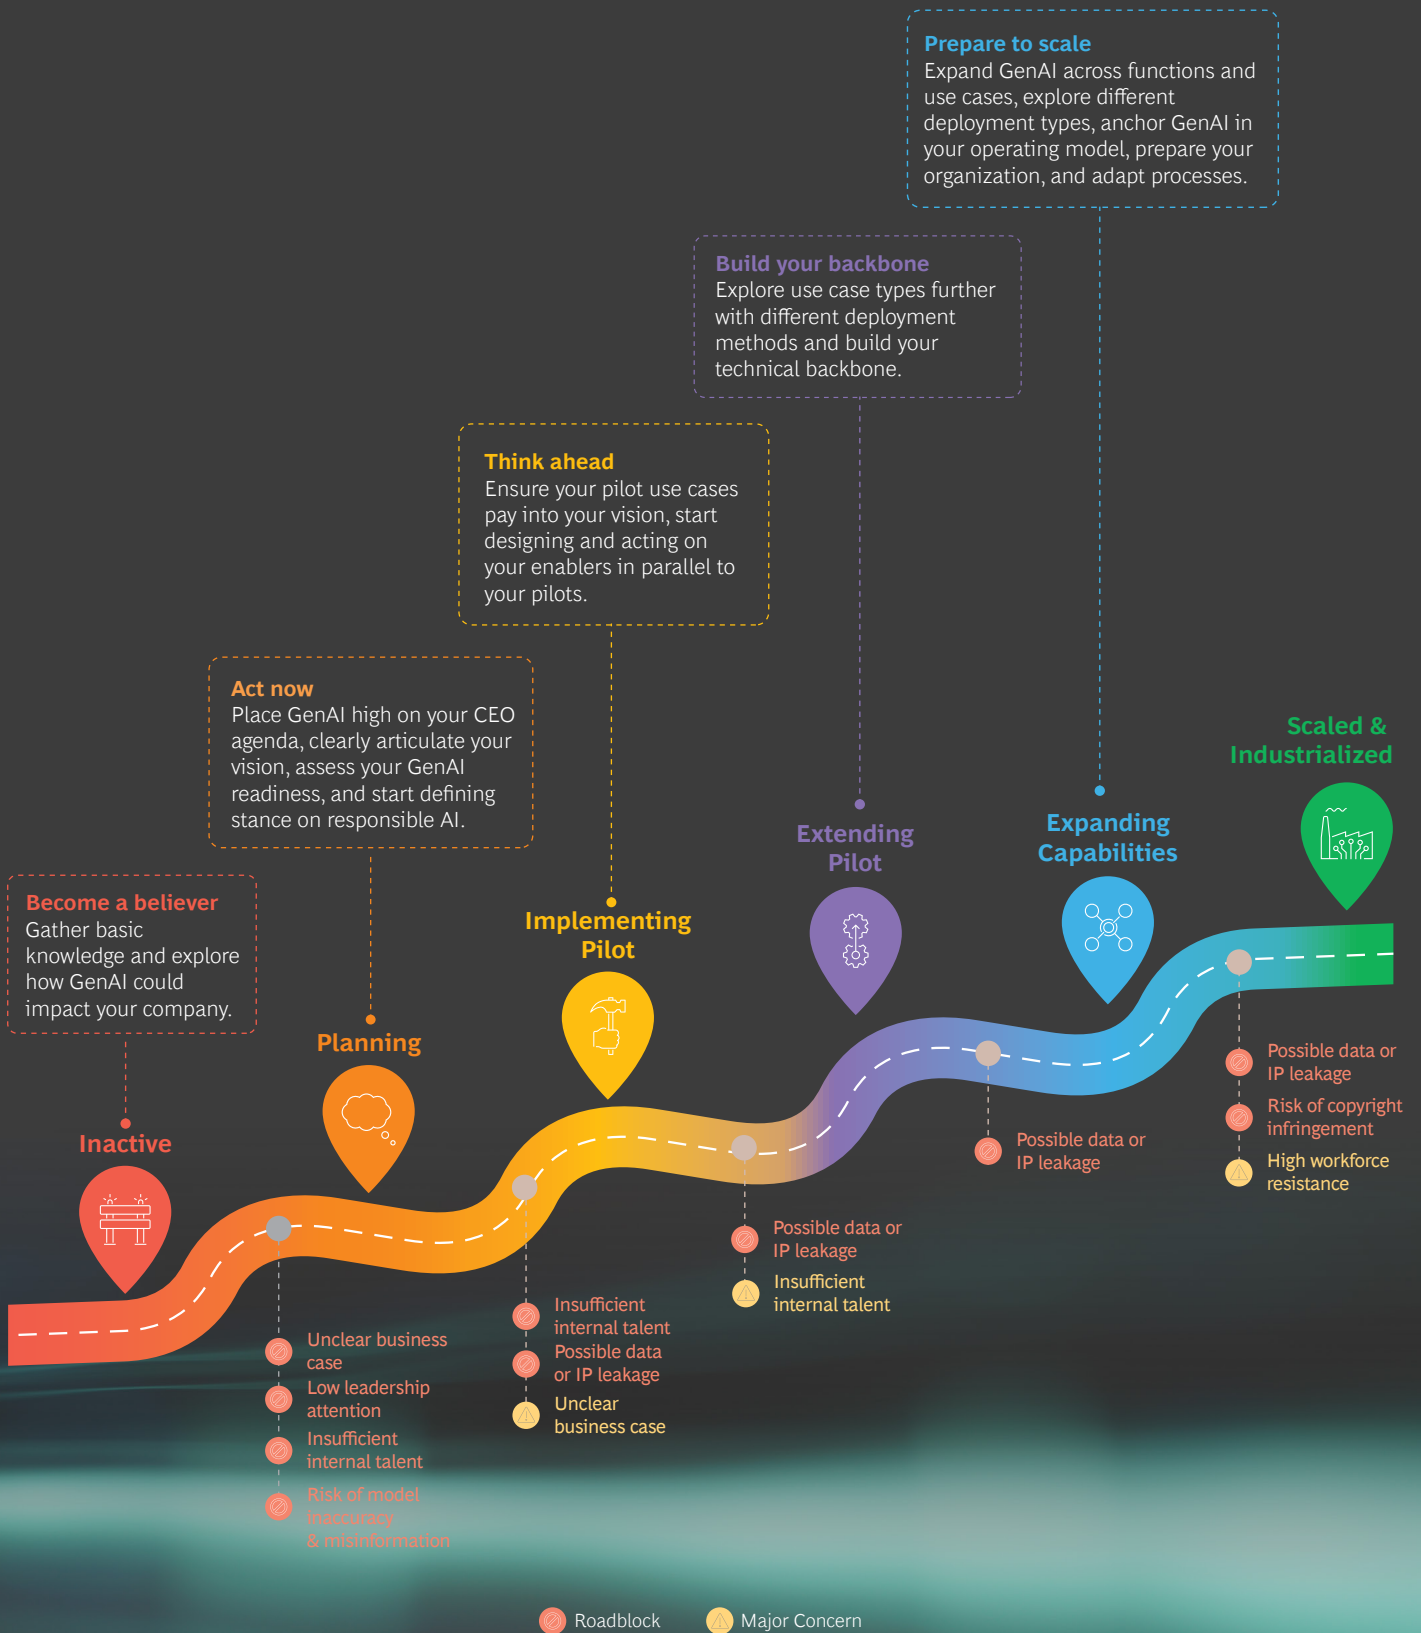 Prepare to scale
Expand GenAI across functions and
use cases, explore different
deployment types, anchor GenAI in
your operating model, prepare your
organization, and adapt processes.
Build your backbone
Explore use case types further
with different deployment
methods and build your
technical backbone.
Think ahead
Ensure your pilot use cases
pay into your vision, start
designing and acting on
your enablers in parallel to
your pilots.
Act now
Place GenAI high on your CEO
agenda, clearly articulate your
vision, assess your GenAI
readiness, and start defining
stance on responsible AI.
Become a believer
Gather basic
knowledge and explore
how GenAI could
impact your company.
Inactive
Planning
Implementing
Pilot
Extending
Pilot
Expanding
Capabilities
Scaled &
Industrialized
Unclear business
case
Low leadership
attention
Insufficient
internal talent
Risk of model
inaccuracy
& misinformation
Insufficient
internal talent
Possible data
or IP leakage
Unclear
business case
Possible data or
IP leakage
Insufficient
internal talent
Possible data or
IP leakage
Possible data or
IP leakage
Risk of copyright
infringement
High workforce
resistance
Roadblock
Major Concern